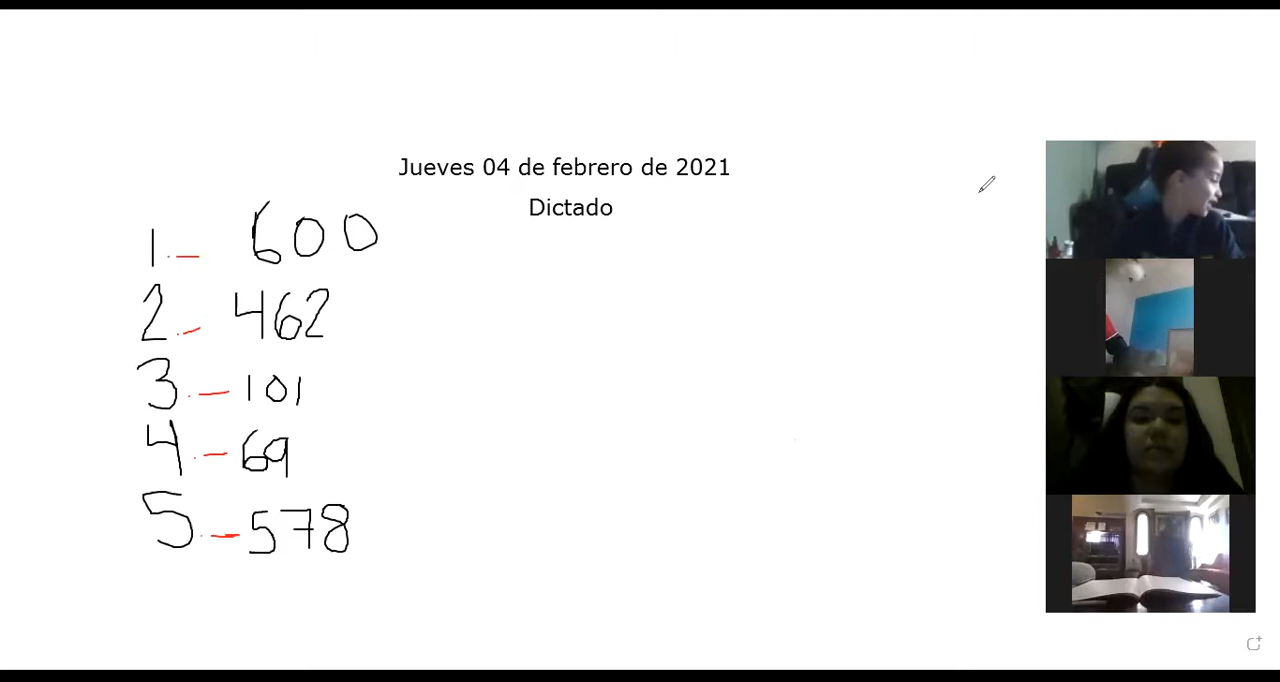 Jueves 04 de febrero de 2021
Dictado
1.- 600
2.- 462
3.- 101
4.- 69
5.- 578